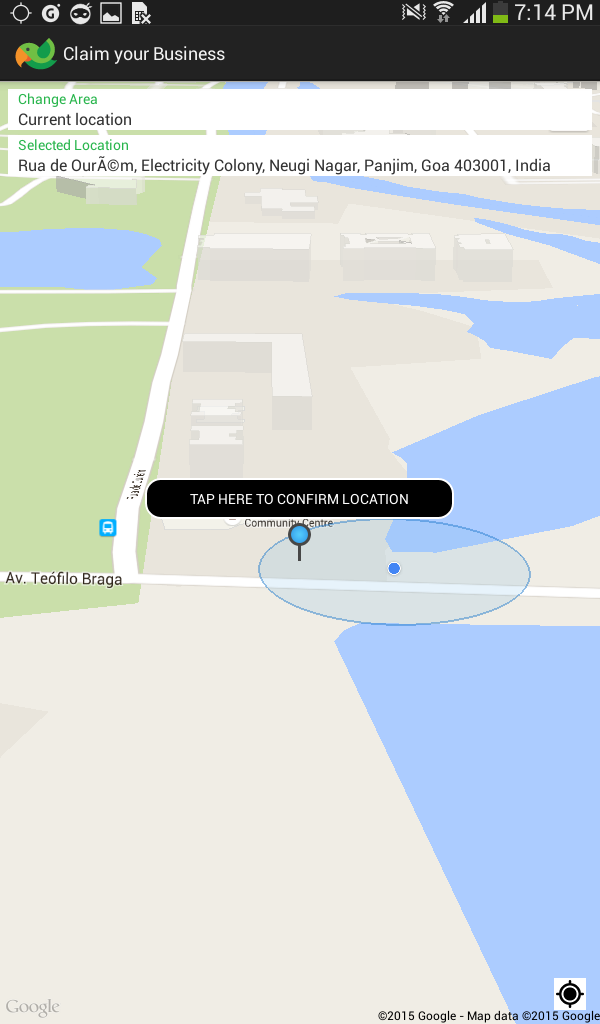 7:14 PM
Claim your Business
Change Area
Current location
Selected Location
Rua de OurÃ©m, Electricity Colony, Neugi Nagar, Panjim, Goa 403001, India
TAP HERE TO CONFIRM LOCATION
Community Centre
Av. Teófilo Braga
Google
©2015 Google - Map data ©2015 Google